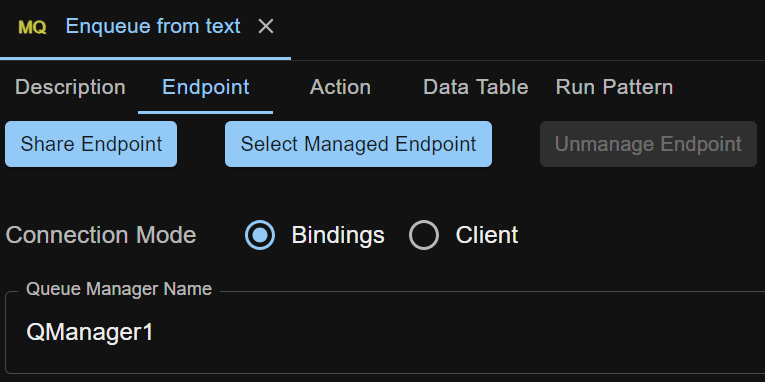 MQ Enqueue from text
Description Endpoint Action Data Table Run Pattern
Share Endpoint Select Managed Endpoint Unmanage Endpoint
Connection Mode Bindings Client
Queue Manager Name
QManager1